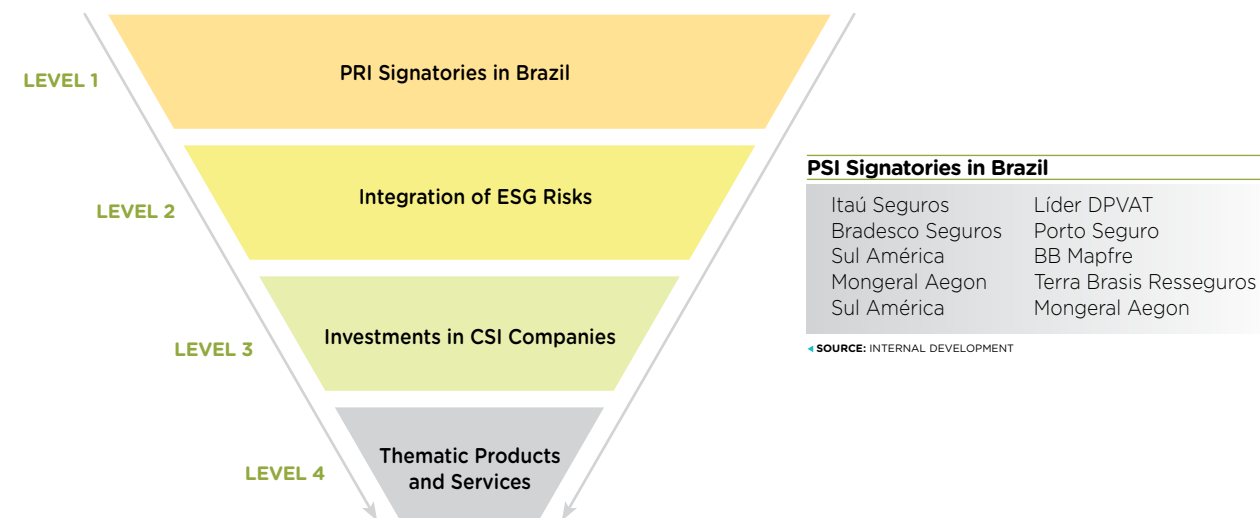 LEVEL 1
PRI Signatories in Brazil
LEVEL 2
Integration of ESG Risks
LEVEL 3
Investments in CSI Companies
LEVEL 4
Thematic Products
and Services
PSI Signatories in Brazil
Itaú Seguros Líder DPVAT
Bradesco Seguros Porto Seguro
Sul América BB Mapfre
Mongeral Aegon Terra Brasis Resseguros
Sul América Mongeral Aegon
SOURCE: INTERNAL DEVELOPMENT